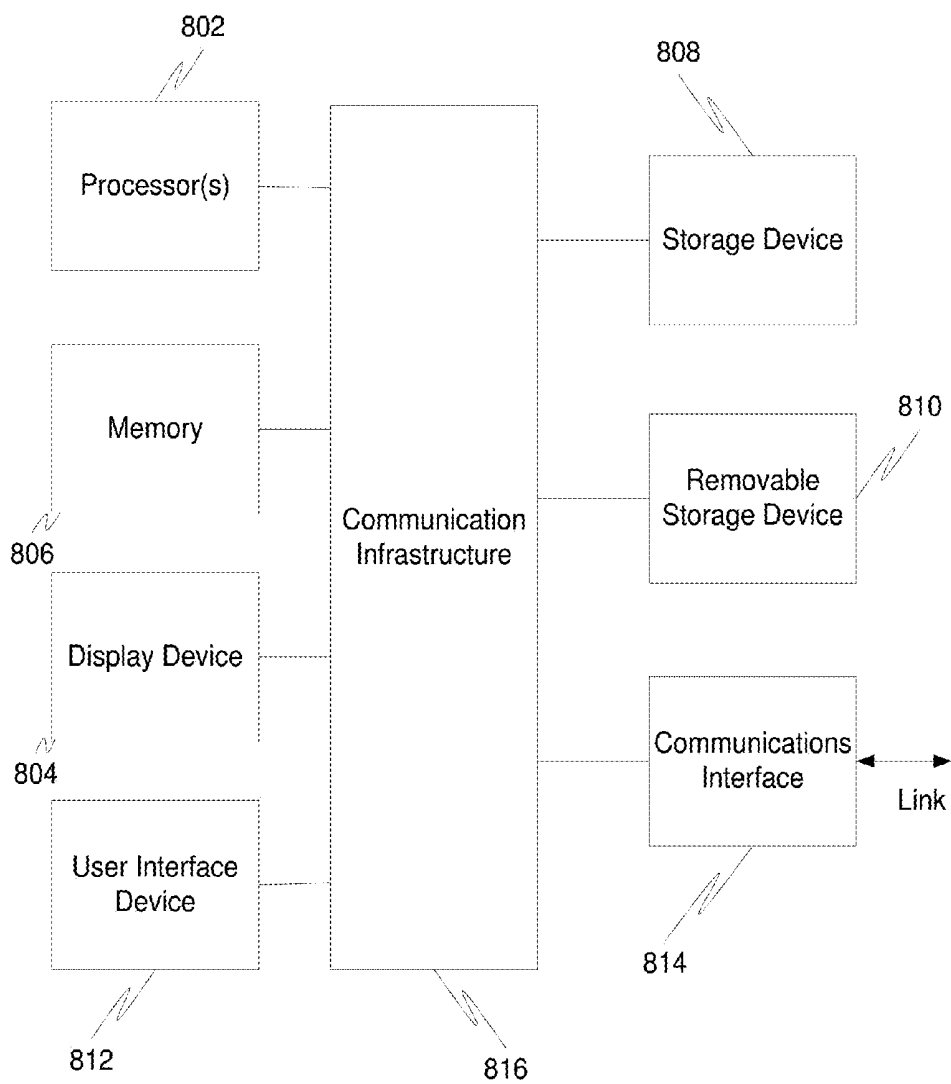 802
808
Processor(s)
Storage Device
810
Memory
Removable
Storage Device
Communication
Infrastructure
806
Display Device
Communications
Interface
804
Link
User Interface
Device
814
812
816